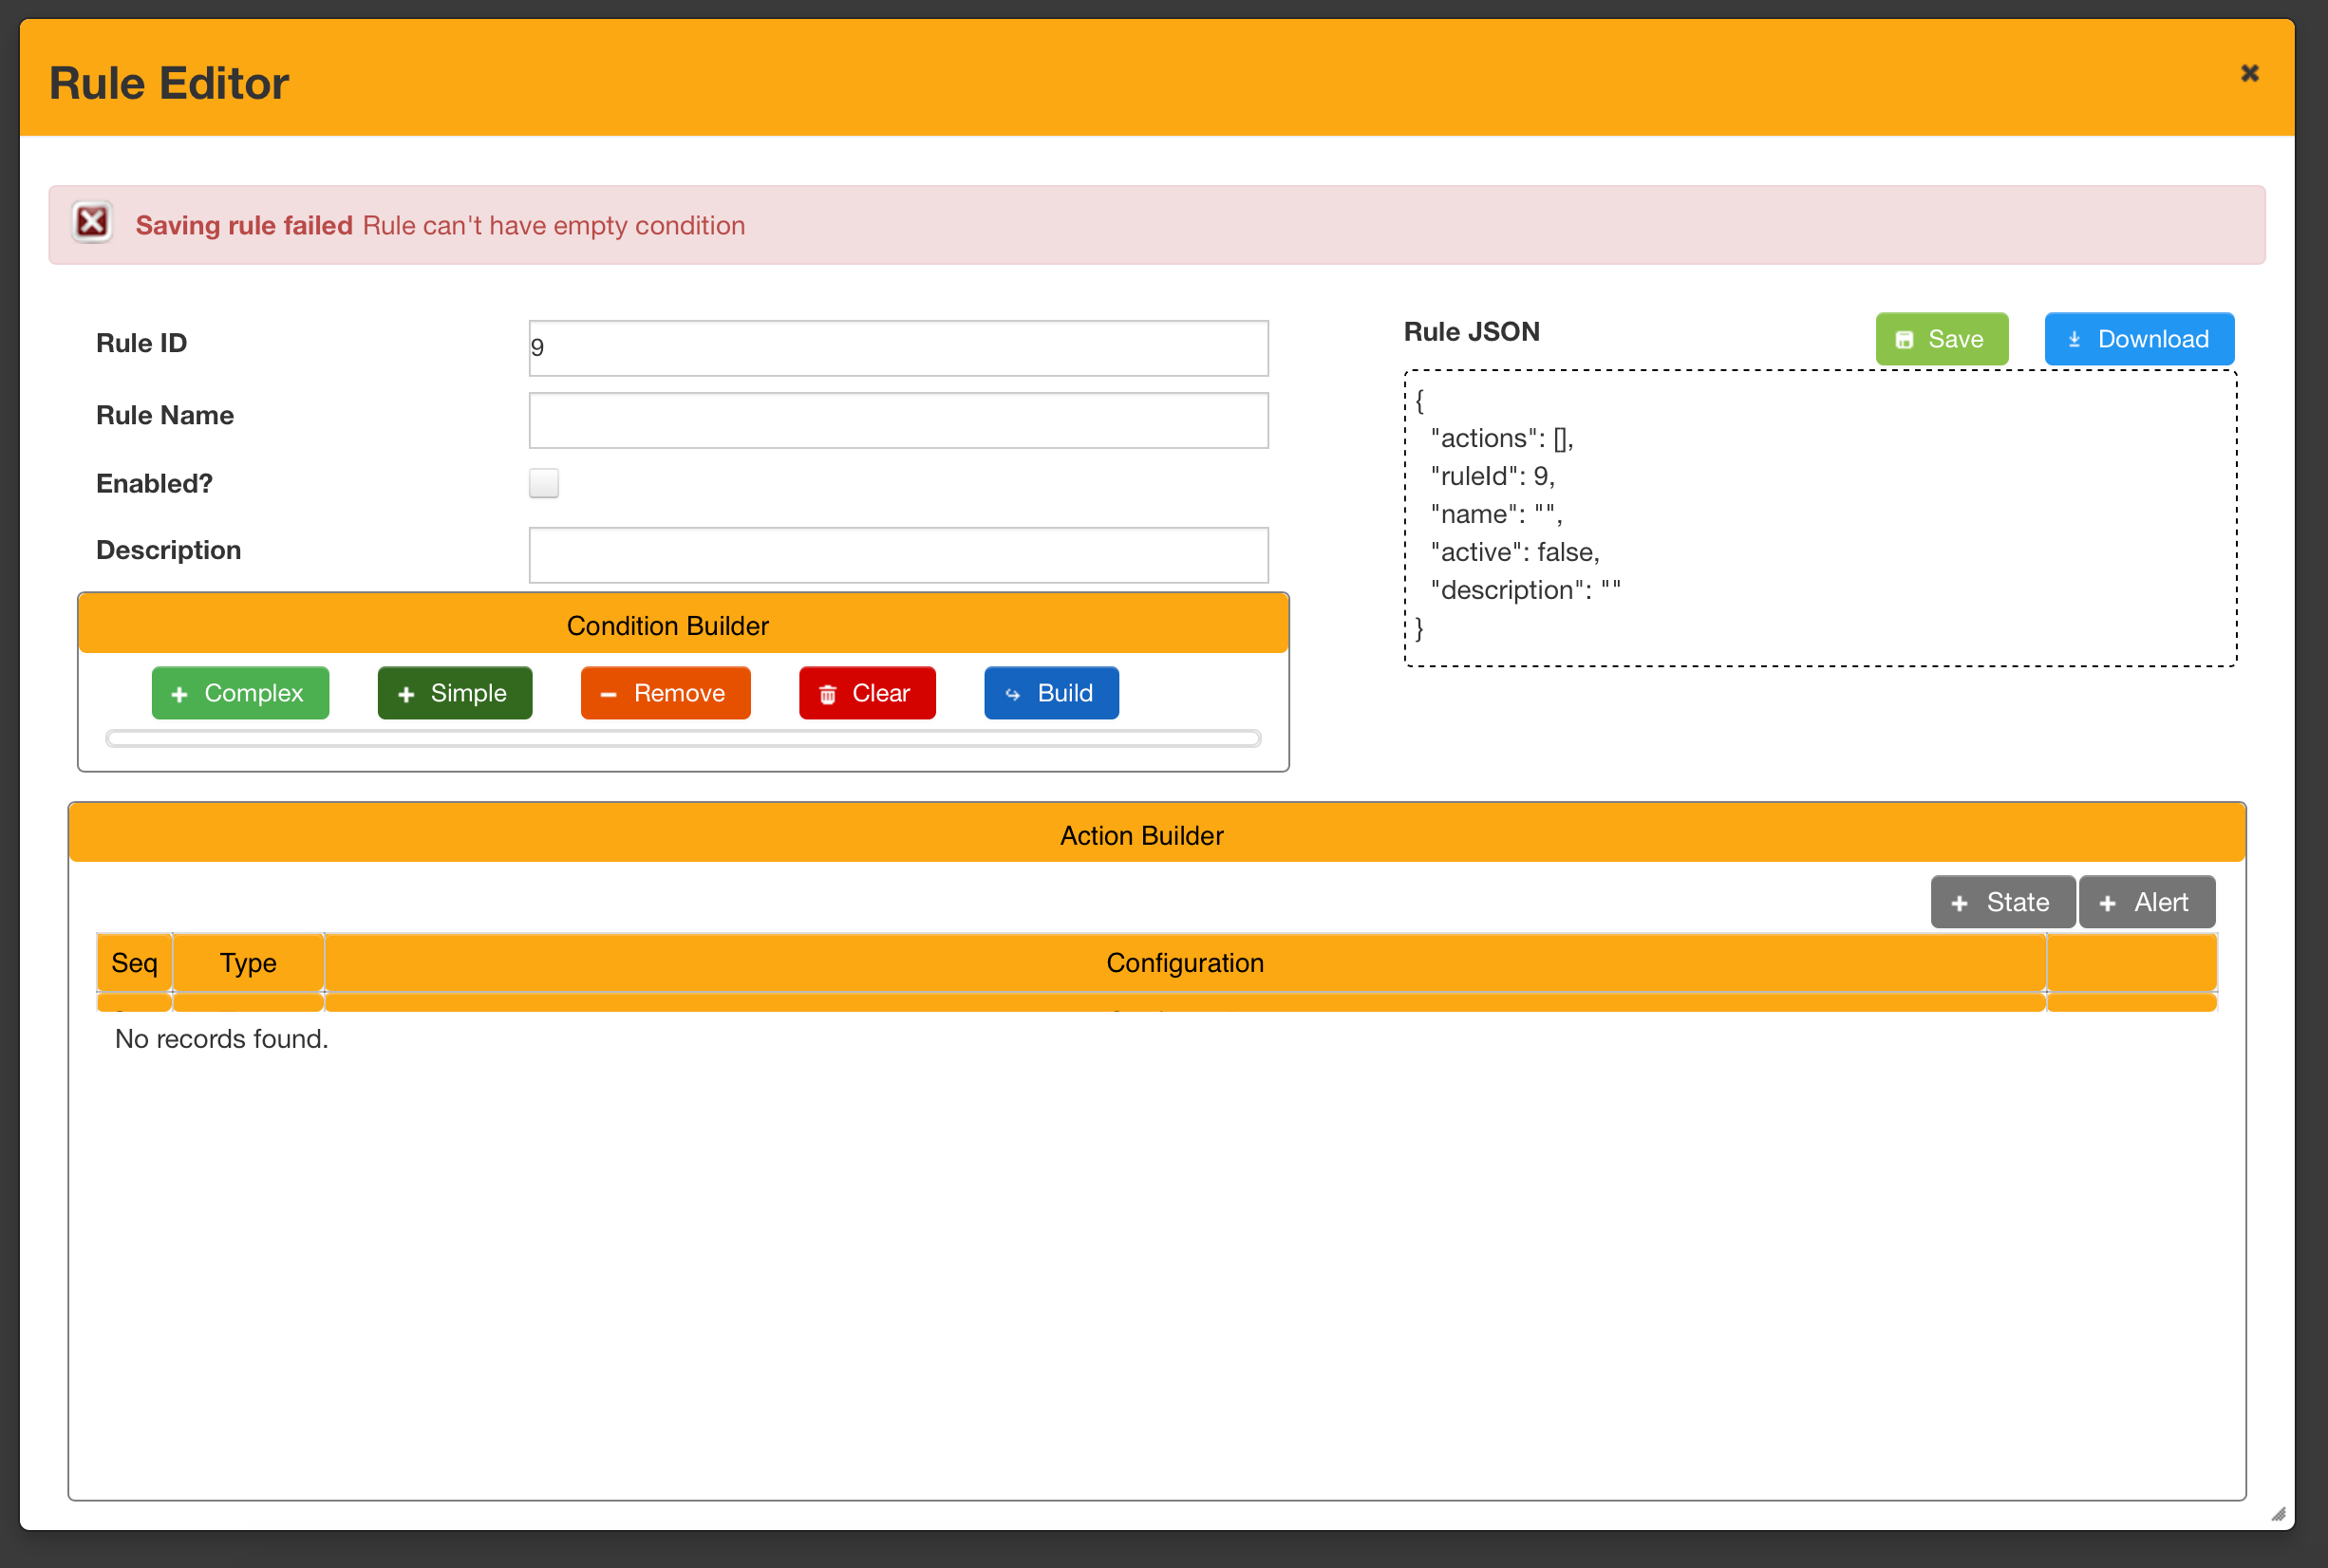 Rule Editor
Saving rule failed Rule can't have empty condition
Rule ID
9
Rule Name
Enabled?
Description
Rule JSON
Save
Download
{
"actions": [],
"ruleId": 9,
"name": "",
"active": false,
"description": ""
}
Condition Builder
Complex
Simple
Remove
Clear
Build
Action Builder
State
Alert
Seq
Type
Configuration
No records found.